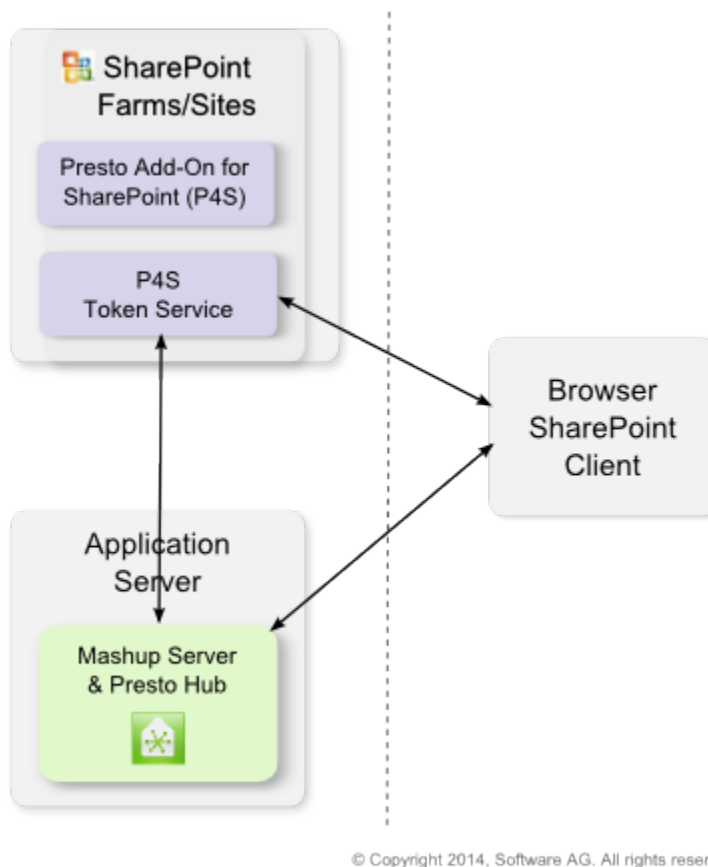 SharePoint
Farms/Sites
Presto Add-On for
SharePoint (P4S)
P4S
Token Service
Browser
SharePoint
Client
Application
Server
Mashup Server
& Presto Hub
© Copyright 2014, Software AG. All rights